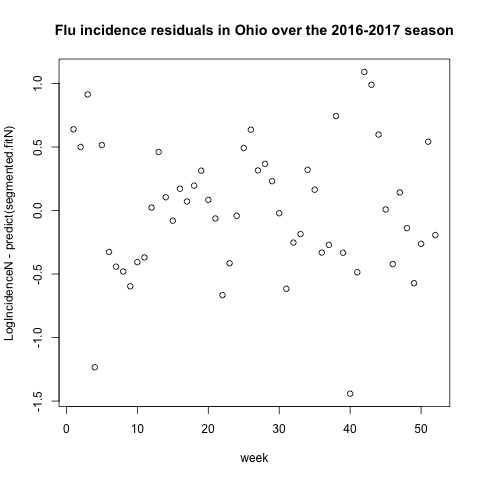 Flu incidence residuals in Ohio over the 2016-2017 season
LogIncidenceN - predict(segmented.fitN)
1.0
0.5
0.0
-0.5
-1.0
-1.5
0 10 20 30 40 50
week